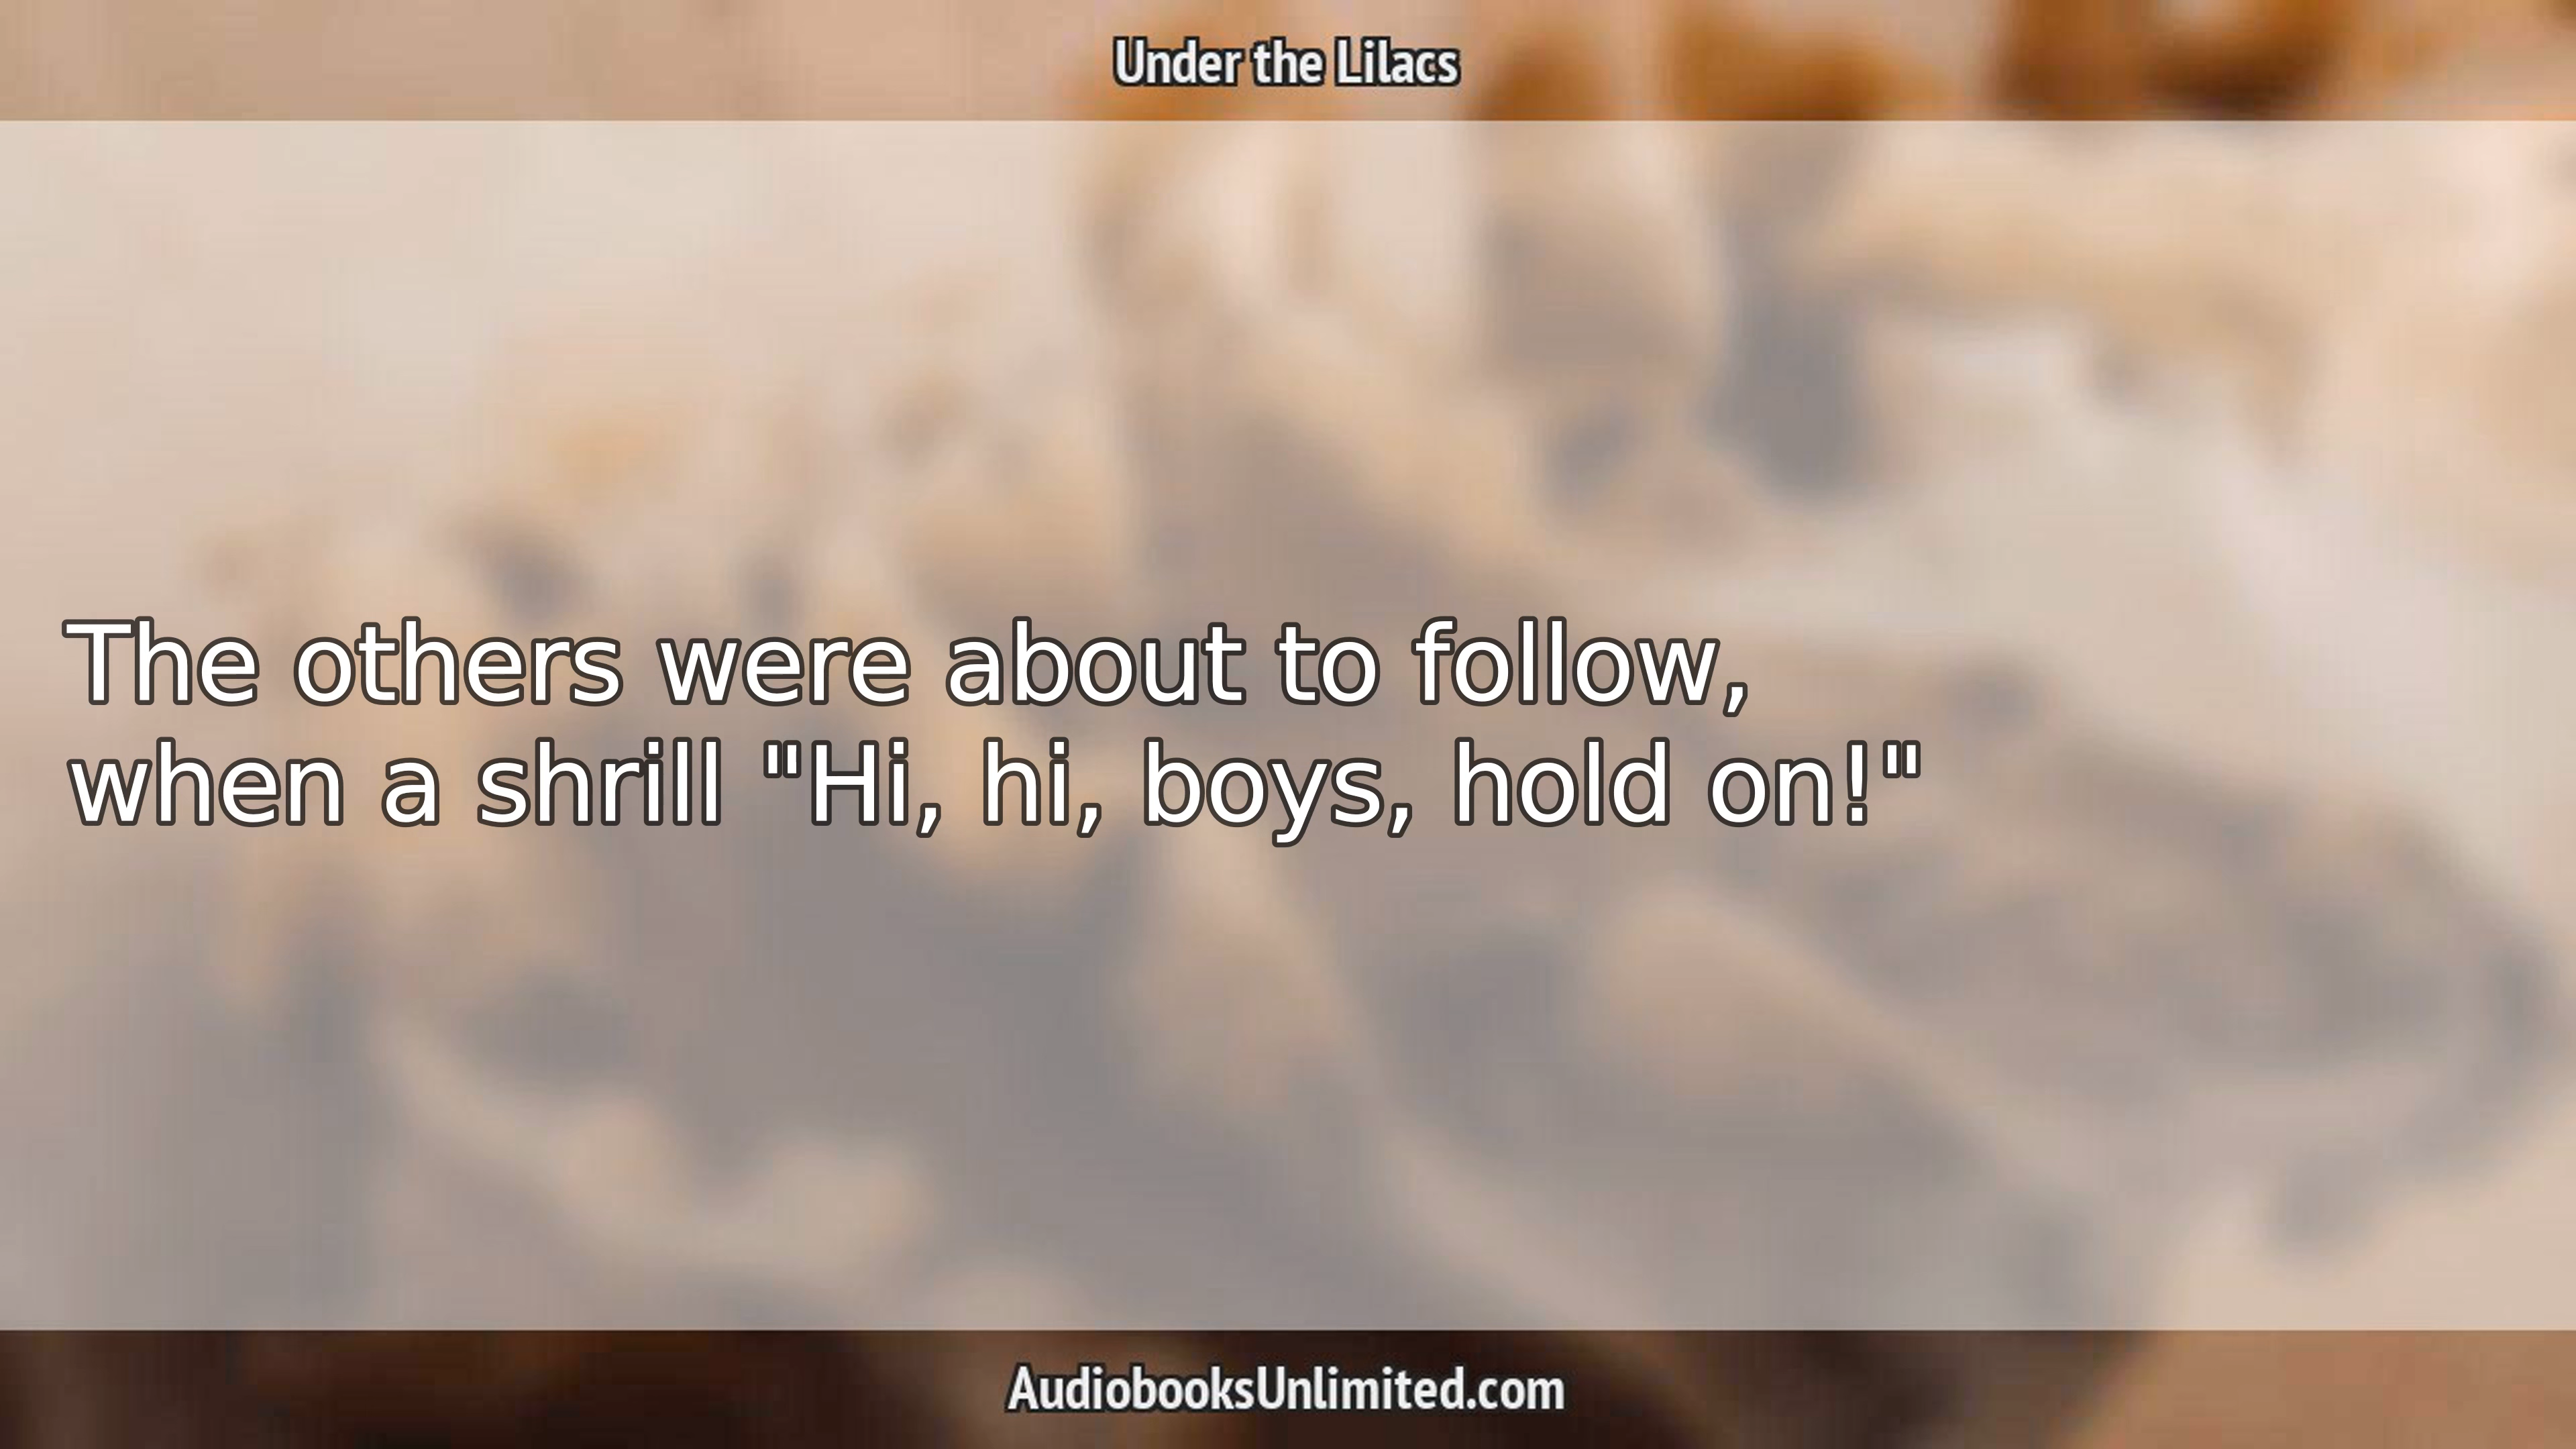 Under the Lilacs
The others were about to follow,
when a shrill "Hi, hi, boys, hold on!"
AudiobooksUnlimited.com